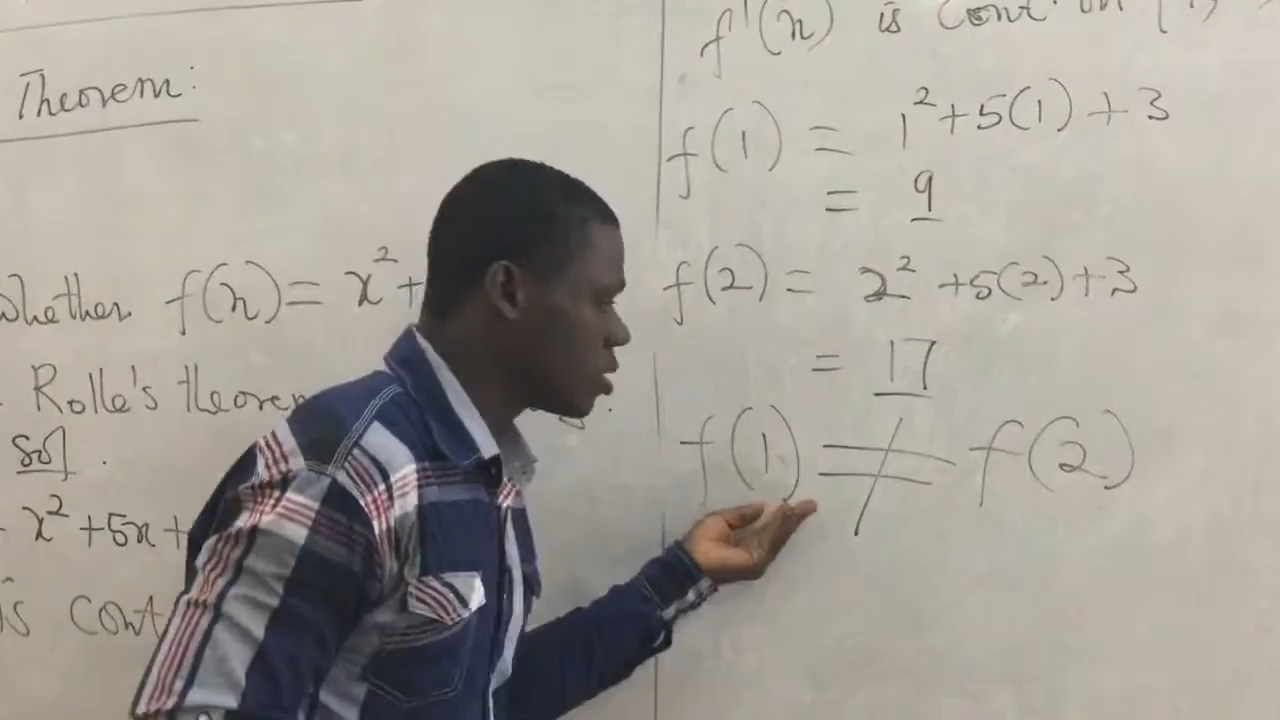 Theorem:
Whether f(x) = x² +
Rolle's theorem
Sol.
x² + 5x +
is cont
f'(x) is cont. on [1,
f(1) = 1² + 5(1) + 3
= 9
f(2) = 2² + 5(2) + 3
= 17
f(1) ≠ f(2)